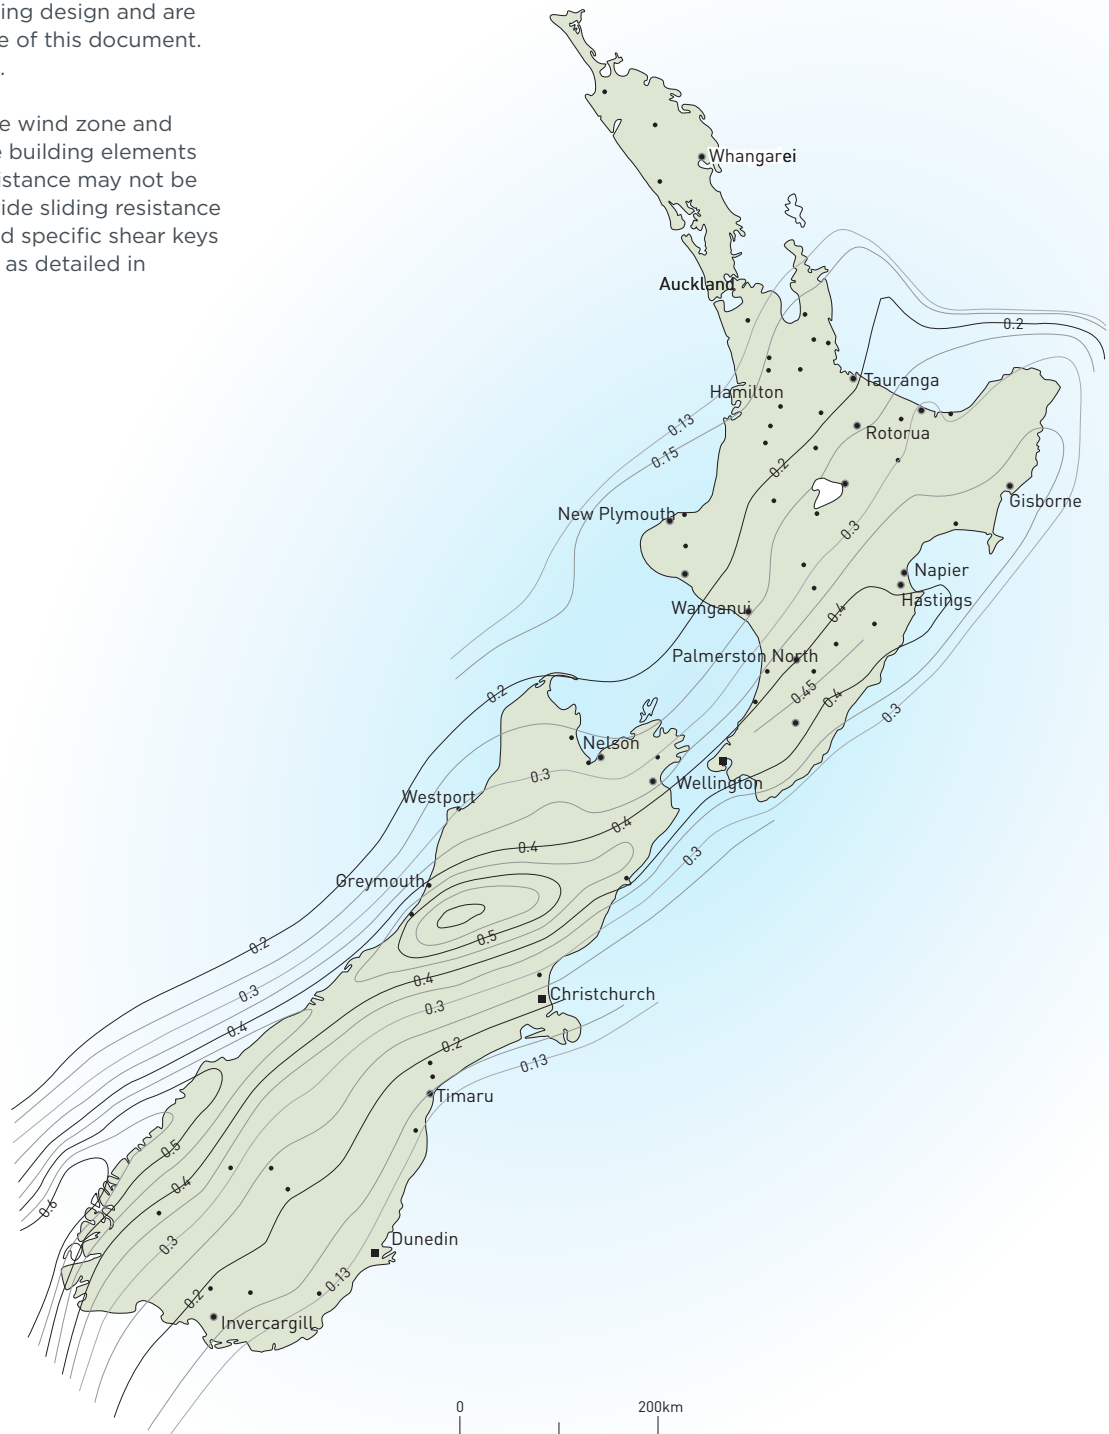 ing design and are
e of this document.
.
e wind zone and
e building elements
istance may not be
ide sliding resistance
d specific shear keys
as detailed in
Whangarei
Auckland
0.2
Tauranga
Hamilton
0.13
Rotorua
0.15
0.2
Gisborne
New Plymouth
0.3
Napier
Hastings
Wanganui
0.4
Palmerston North
0.45
0.4
0.2
0.3
Nelson
0.3
Wellington
Westport
0.4
0.4
0.3
Greymouth
0.5
0.2
0.4
0.3
Christchurch
0.3
0.4
0.2
0.13
Timaru
0.5
0.4
0.6
0.3
Dunedin
0.13
0.2
Invercargill
0 200km